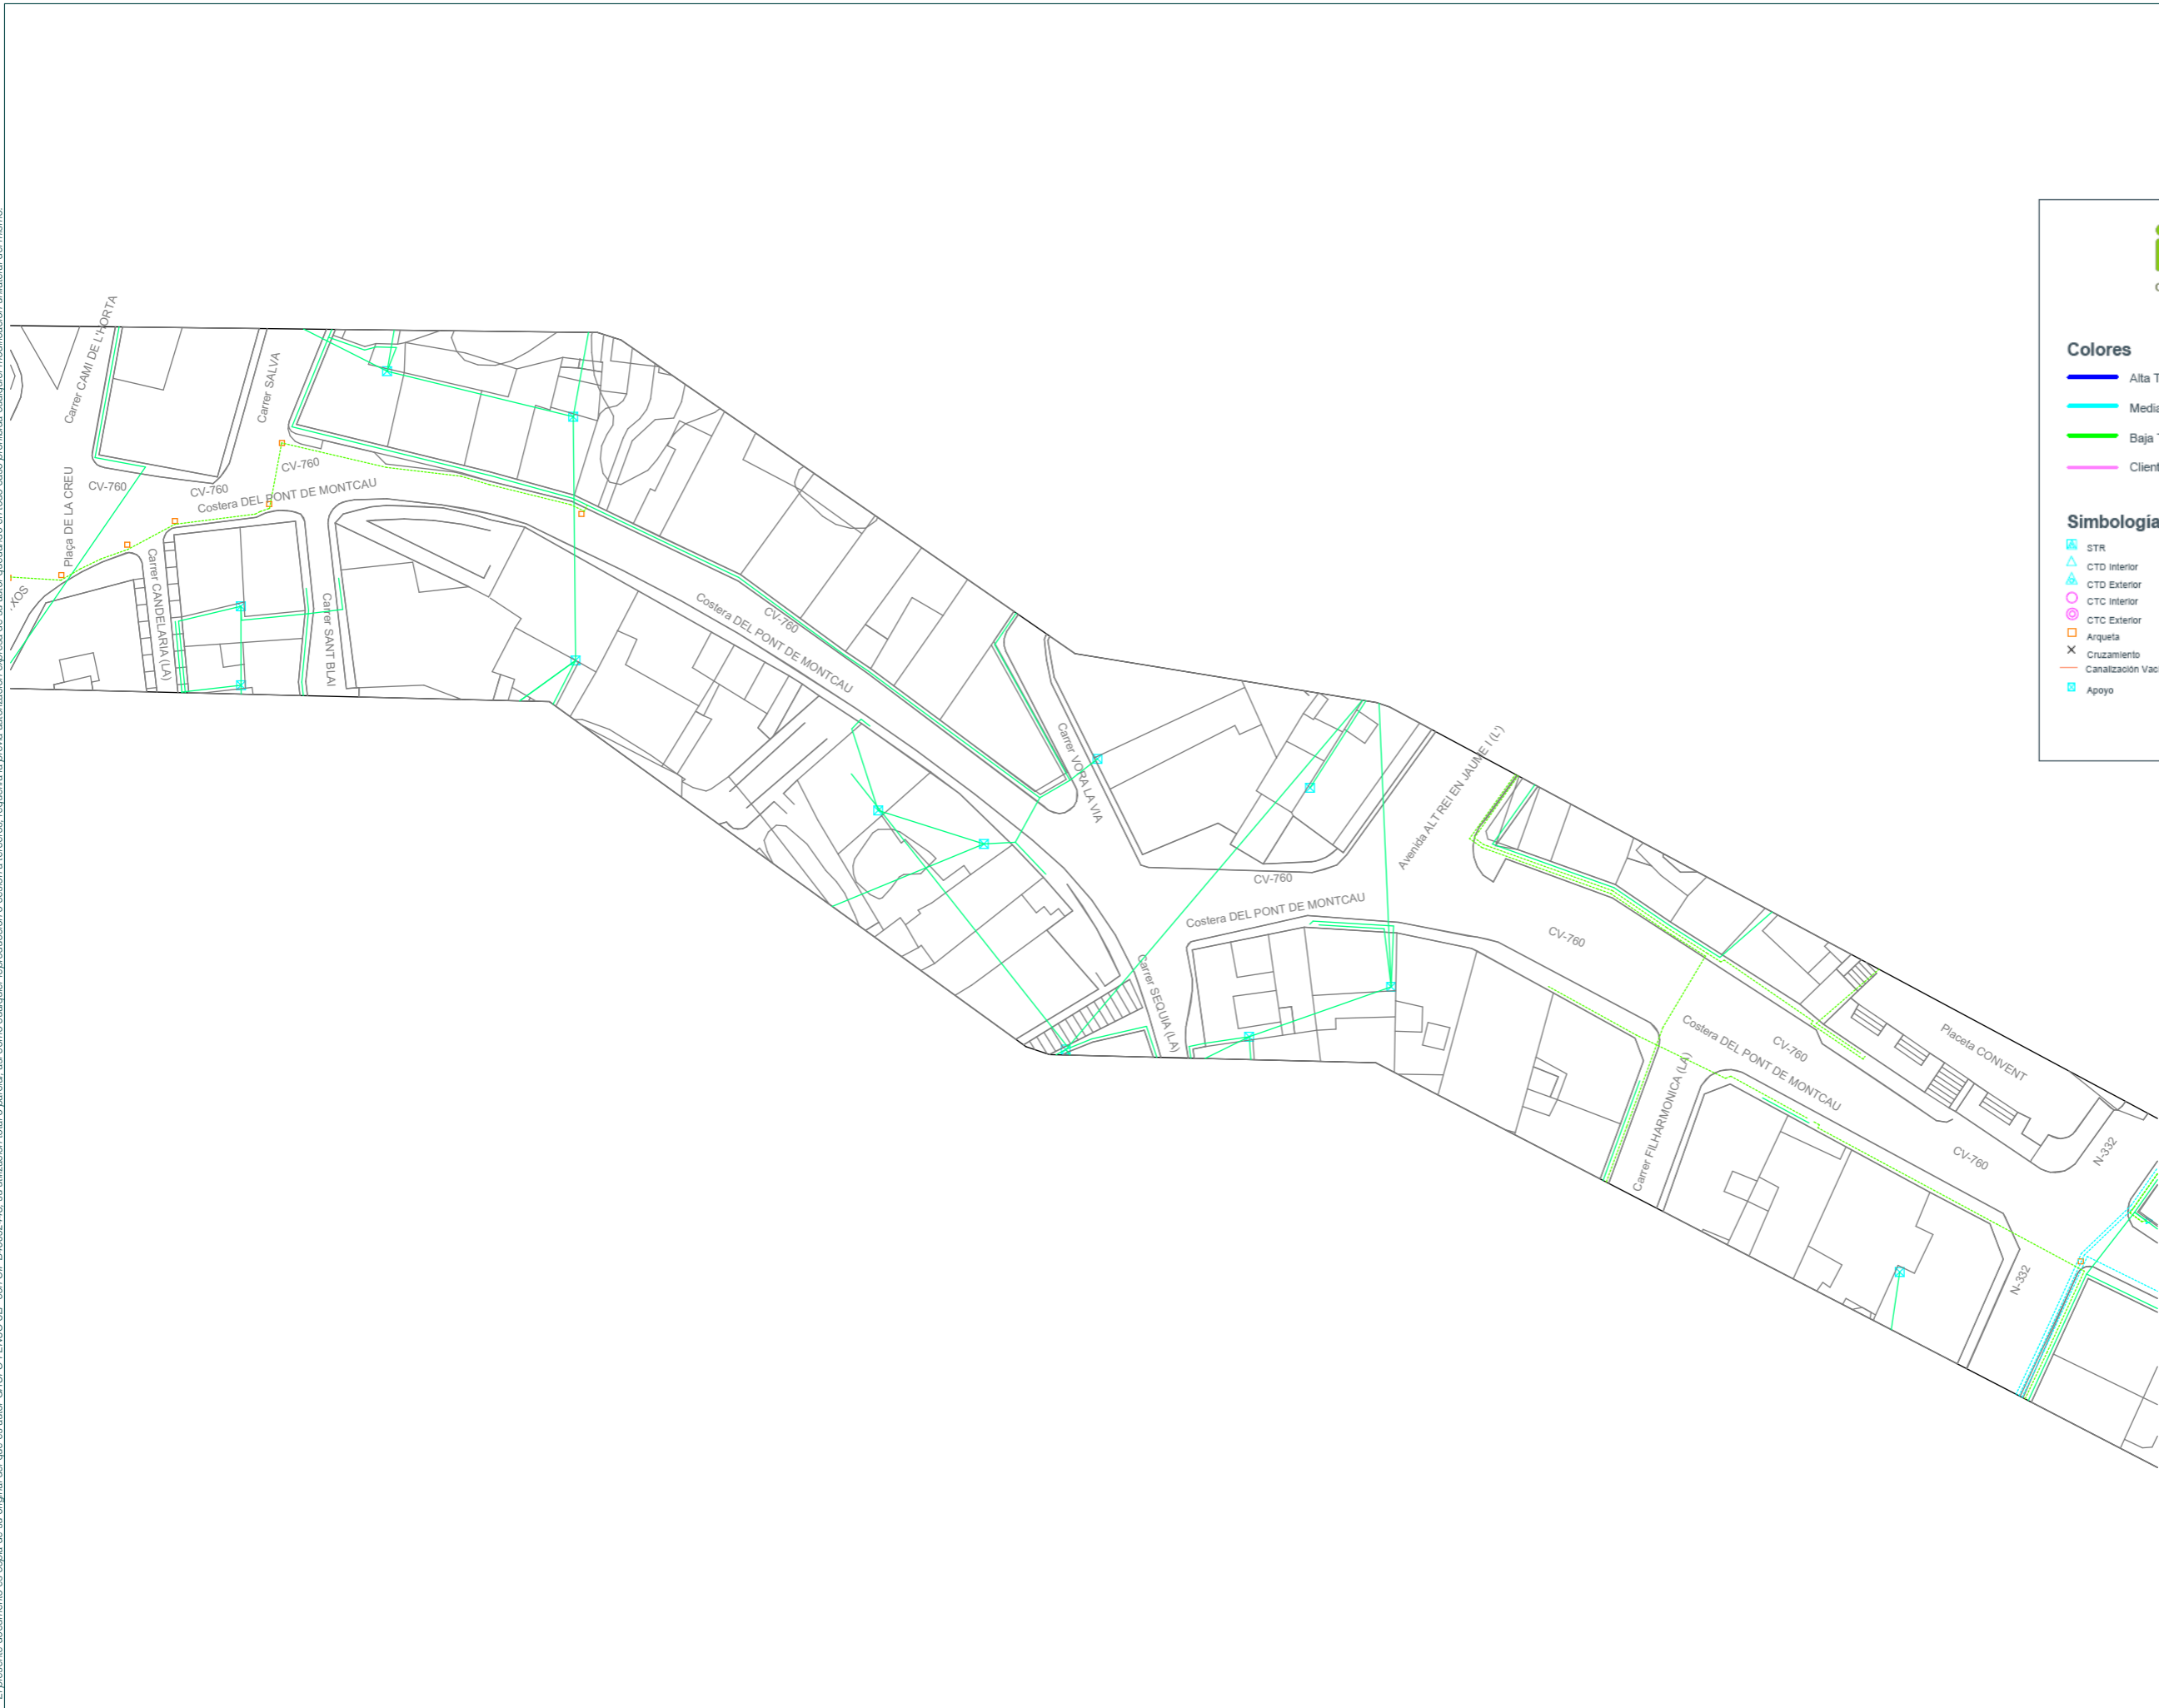 Carrer CAMI DE L'HORTA
Carrer SALVA
CV-760
CV-760
CV-760
Costera DEL PONT DE MONTCAU
Plaça DE LA CREU
Carrer CANDELARIA (LA)
Carrer SANT BLAI
Costera DEL PONT DE MONTCAU
CV-760
Carrer VORA LA VIA
Avenida ALT REI EN JAUME I (L')
CV-760
Costera DEL PONT DE MONTCAU
CV-760
Carrer SEQUIA (LA)
Costera DEL PONT DE MONTCAU
CV-760
Placeta CONVENT
Carrer FILHARMONICA (LA)
CV-760
N-332
N-332
Colores
Alta T
Media
Baja T
Client
Simbología
STR
CTD Interior
CTD Exterior
CTC Interior
CTC Exterior
Arqueta
Cruzamiento
Canalización Vac
Apoyo